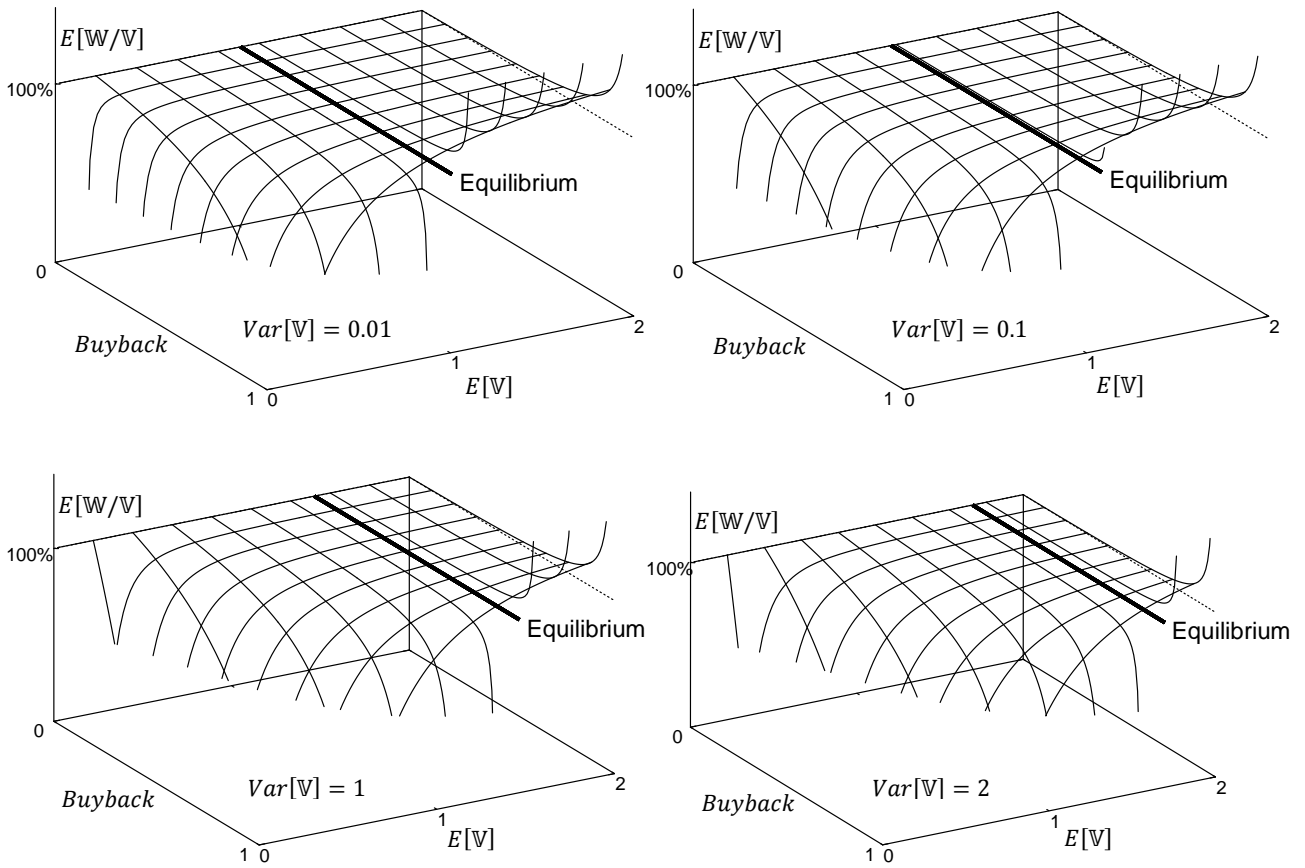 E[𝕎/𝕍]
100%
Equilibrium
0
2
Var[𝕍] = 0.01
Buyback
1
E[𝕍]
1 0
E[𝕎/𝕍]
100%
Equilibrium
0
2
Var[𝕍] = 0.1
Buyback
1
E[𝕍]
1 0
E[𝕎/𝕍]
100%
Equilibrium
0
2
Var[𝕍] = 1
Buyback
1
E[𝕍]
1 0
E[𝕎/𝕍]
100%
Equilibrium
0
2
Var[𝕍] = 2
Buyback
1
E[𝕍]
1 0